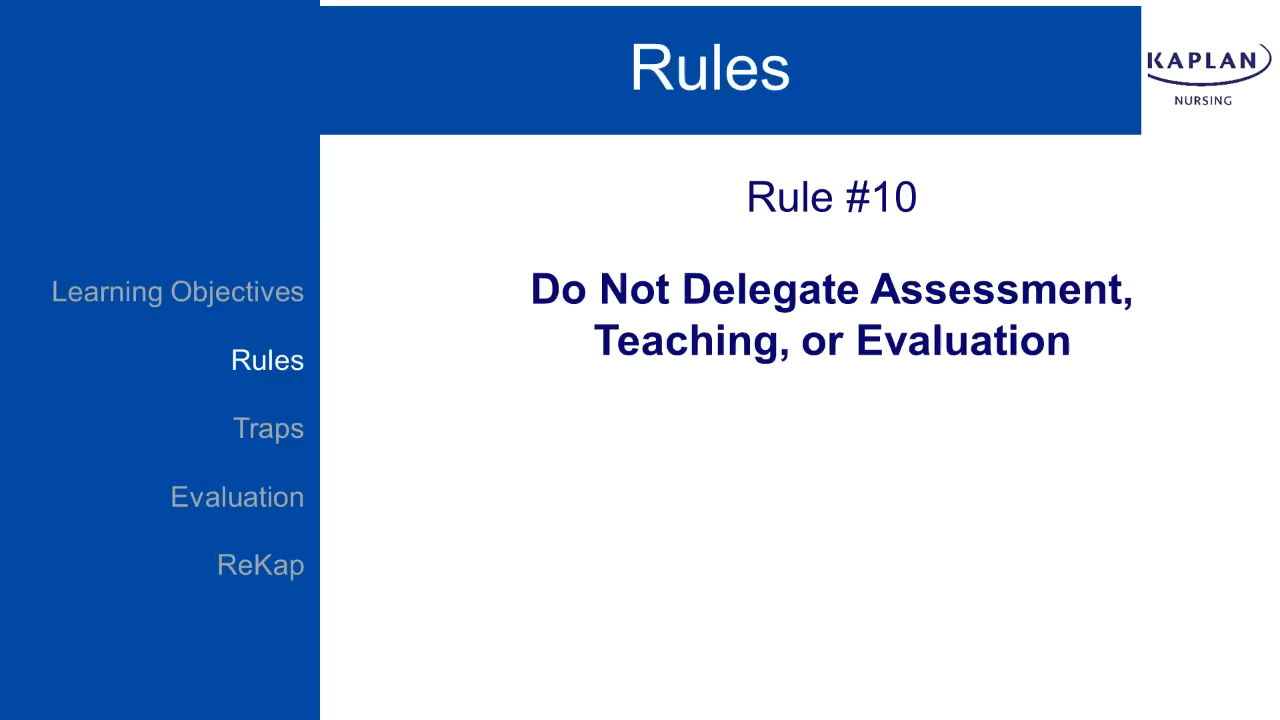 Rules
KAPLAN
NURSING
Rule #10
Do Not Delegate Assessment,
Teaching, or Evaluation
Learning Objectives
Rules
Traps
Evaluation
ReKap